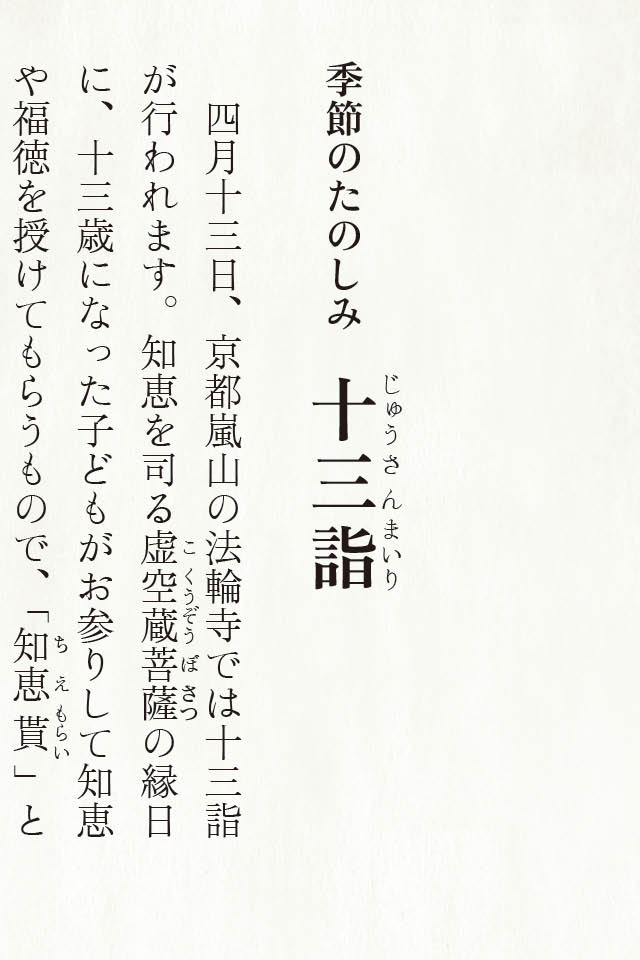 季節のたのしみ 十三詣
じゅうさんまいり
四月十三日、京都嵐山の法輪寺では十三詣
が行われます。知恵を司る虚空蔵菩薩の縁日
こくうぞうぼさつ
に、十三歳になった子どもがお参りして知恵
や福徳を授けてもらうもので、「知恵貰」と
ちえもらい